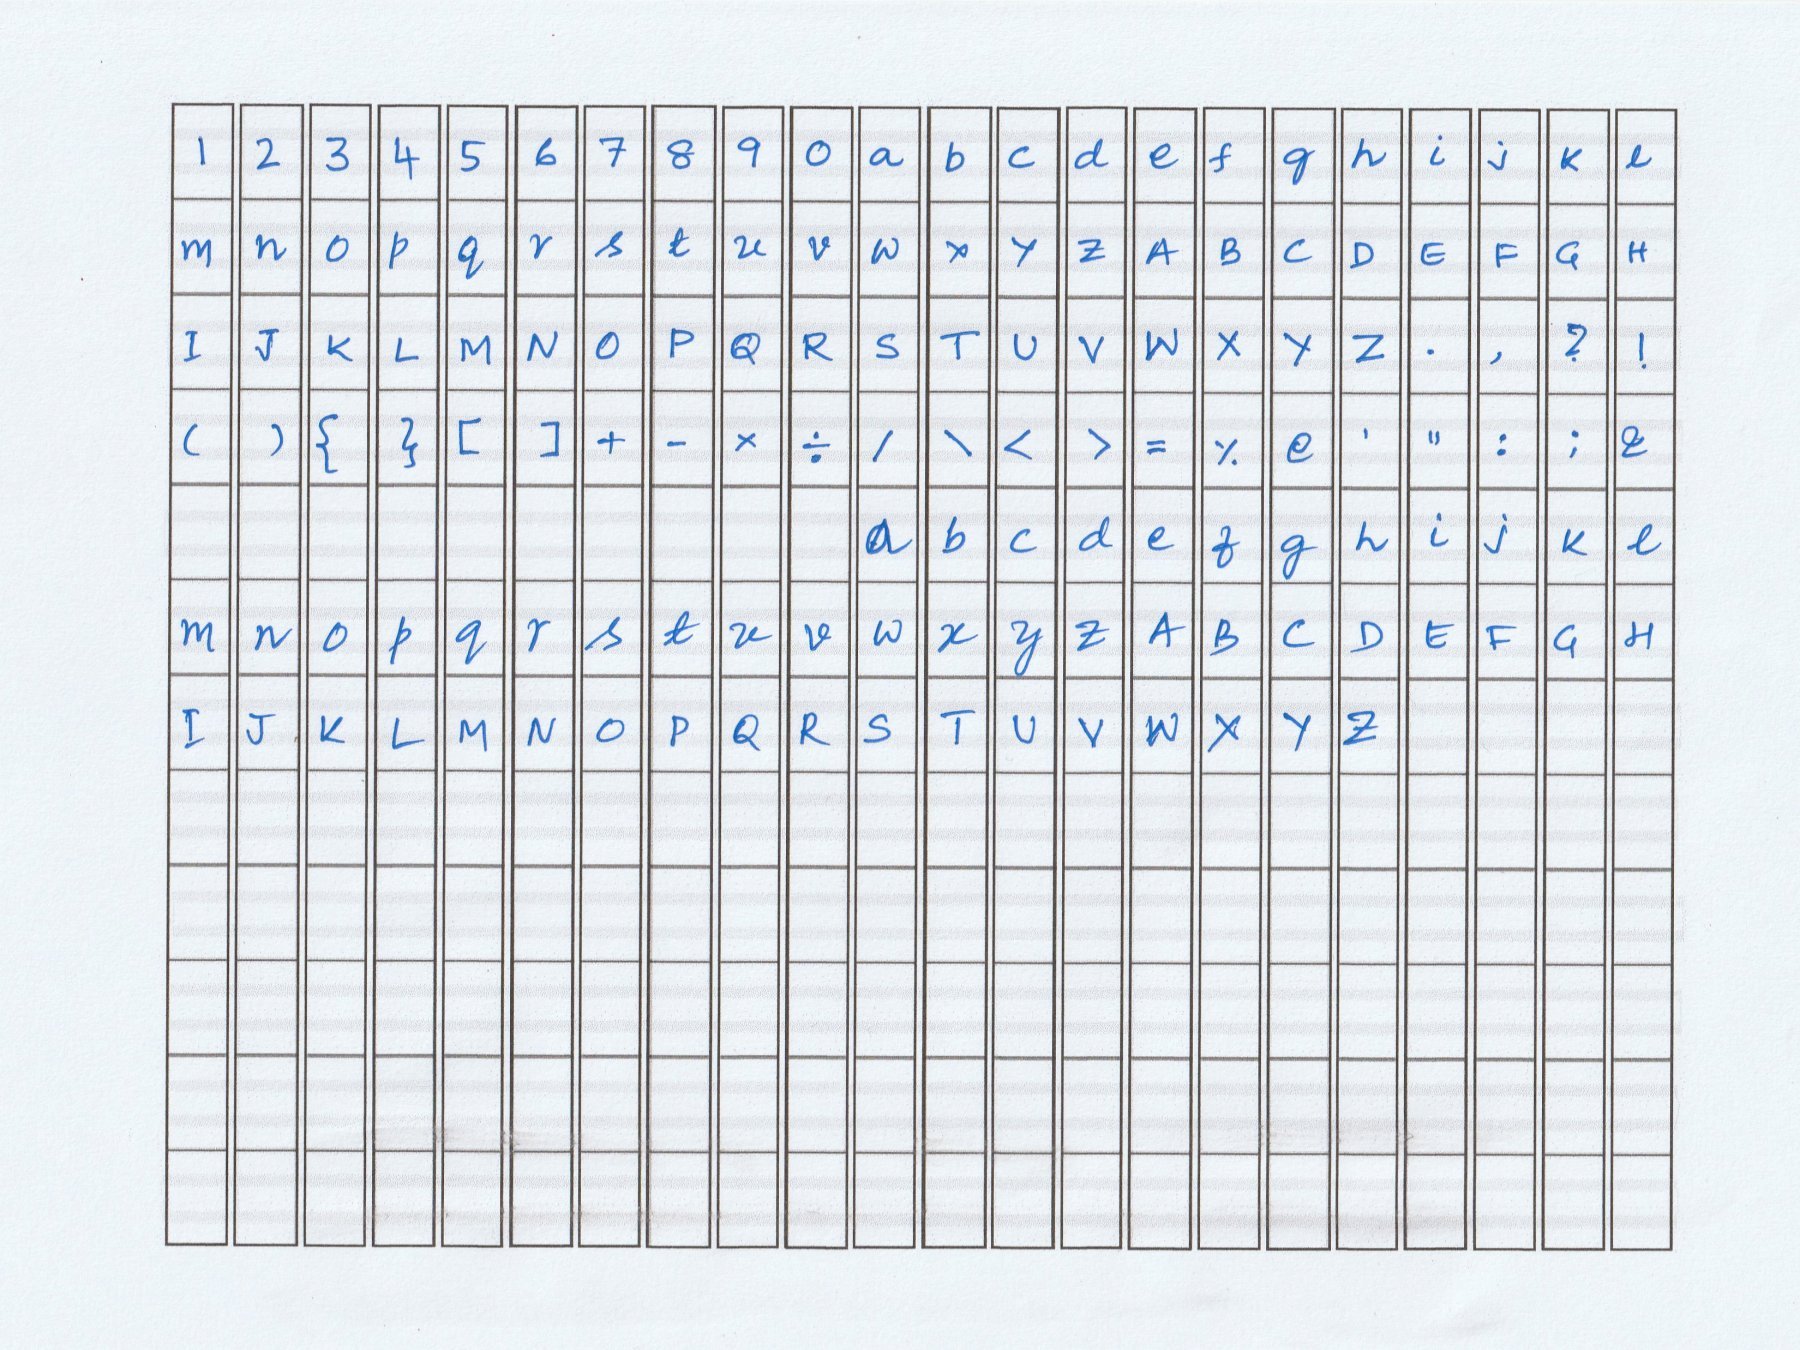 1 2 3 4 5 6 7 8 9 0 a b c d e f g h i j k l
m n o p q r s t u v w x y z A B C D E F G H
I J K L M N O P Q R S T U V W X Y Z . , ? !
( ) { } [ ] + - × ÷ / \ < > = % @ ' " : ; &
a b c d e f g h i j k l
m n o p q r s t u v w x y z A B C D E F G H
I J K L M N O P Q R S T U V W X Y Z